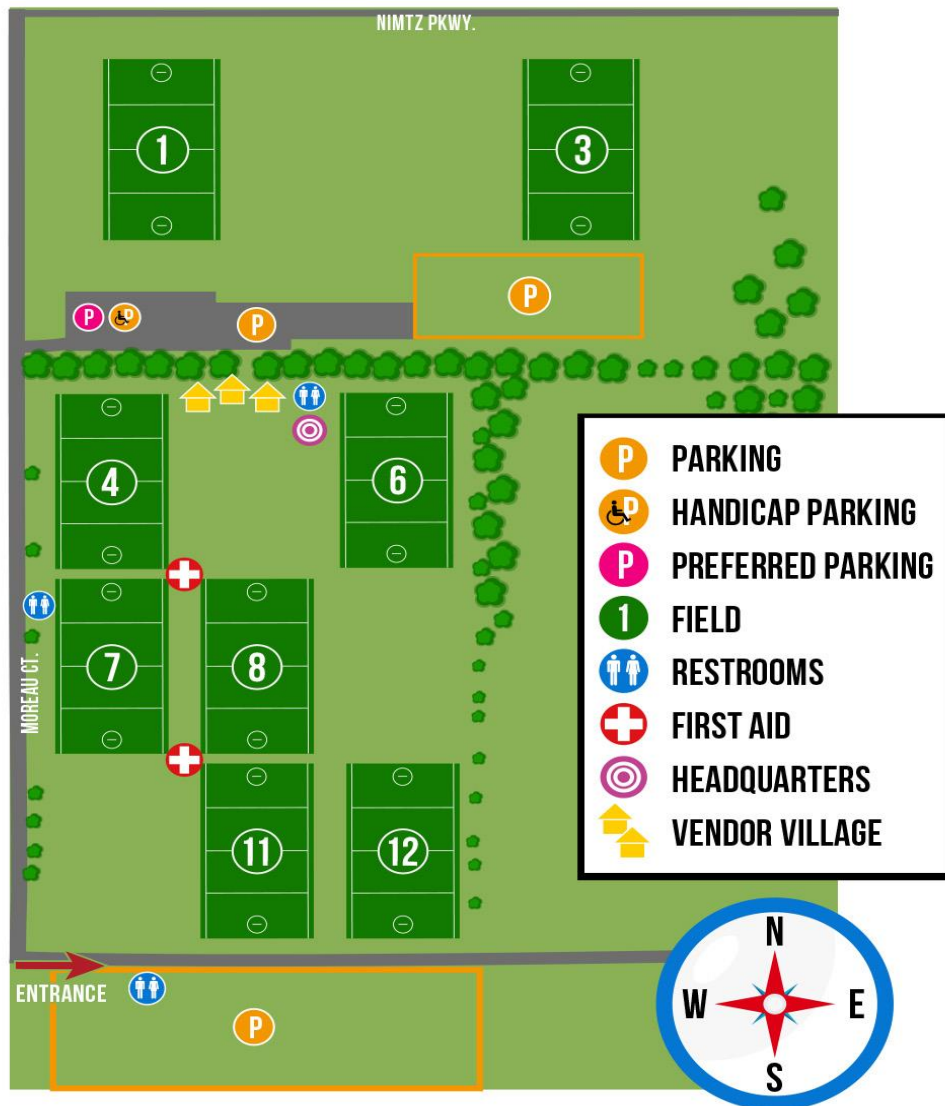 NIMTZ PKWY.
1
3
P
P
P
P
4
6
7
8
MOREAU CT.
11
12
ENTRANCE
P
P PARKING
P HANDICAP PARKING
P PREFERRED PARKING
1 FIELD
RESTROOMS
FIRST AID
HEADQUARTERS
VENDOR VILLAGE
N
W E
S